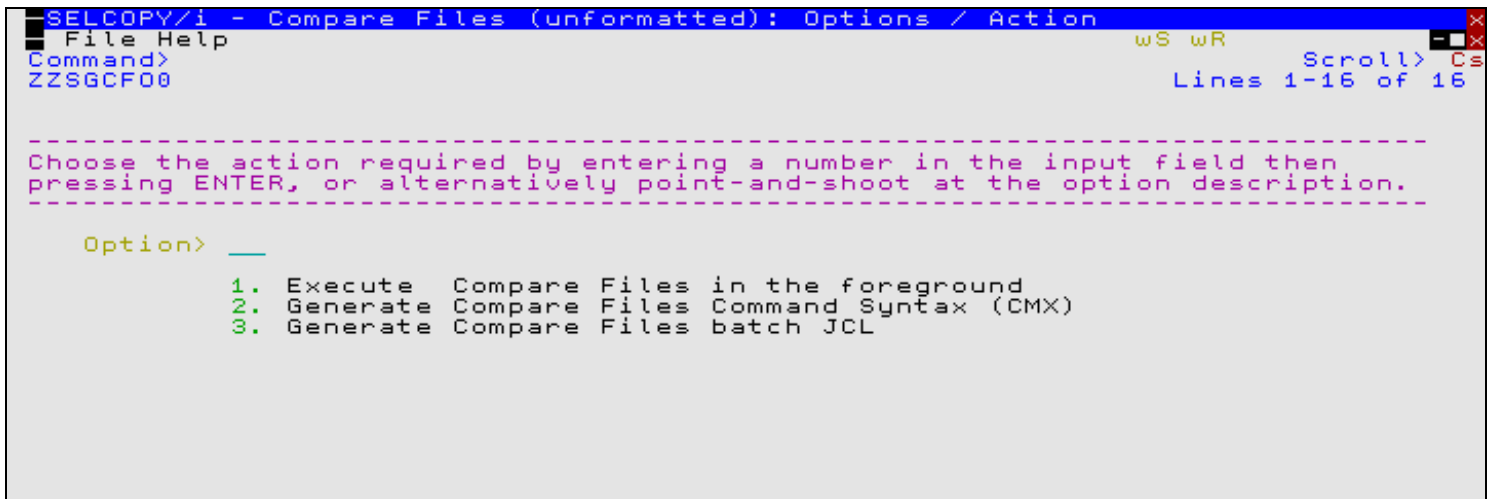 SELCOPY/i - Compare Files (unformatted): Options / Action x
- File Help wS wR - x
Command> Scroll> Cs
ZZSGCFO0 Lines 1-16 of 16
------------------------------------------------------------------------
Choose the action required by entering a number in the input field then
pressing ENTER, or alternatively point-and-shoot at the option description.
------------------------------------------------------------------------
Option> __
1. Execute Compare Files in the foreground
2. Generate Compare Files Command Syntax (CMX)
3. Generate Compare Files batch JCL